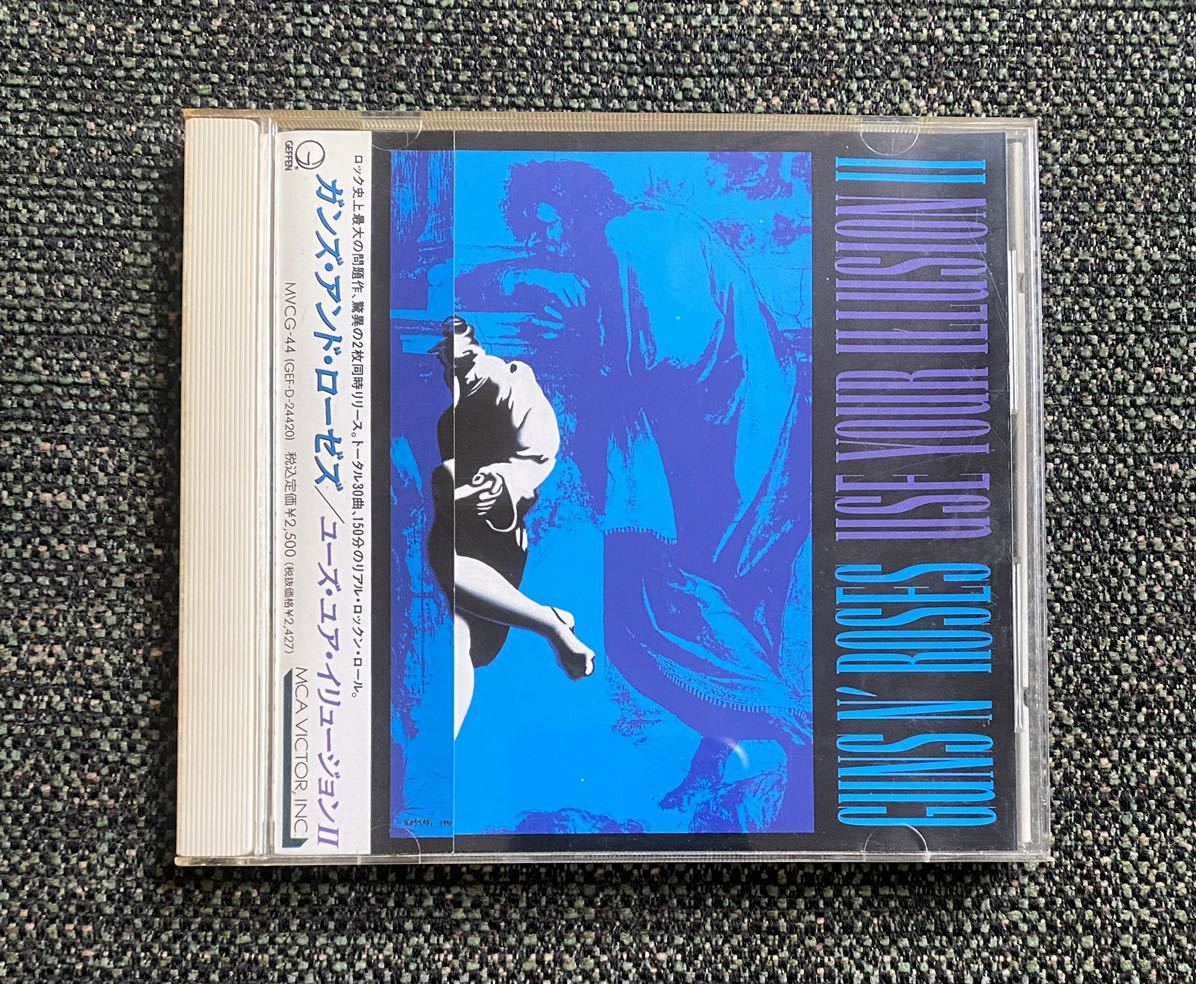 GEFFEN
ロック史上最大の問題作、驚異の2枚同時リリース。トータル30曲、150分のリアル・ロックン・ロール。
ガンズ・アンド・ローゼズ／ユーズ・ユア・イリュージョンII
MVCG-44 (GEF-D-24420) 税込定価¥2,500 (税抜価格¥2,427)
MCA VICTOR, INC.
GUNS N' ROSES USE YOUR ILLUSION II
KOSTABI 1990